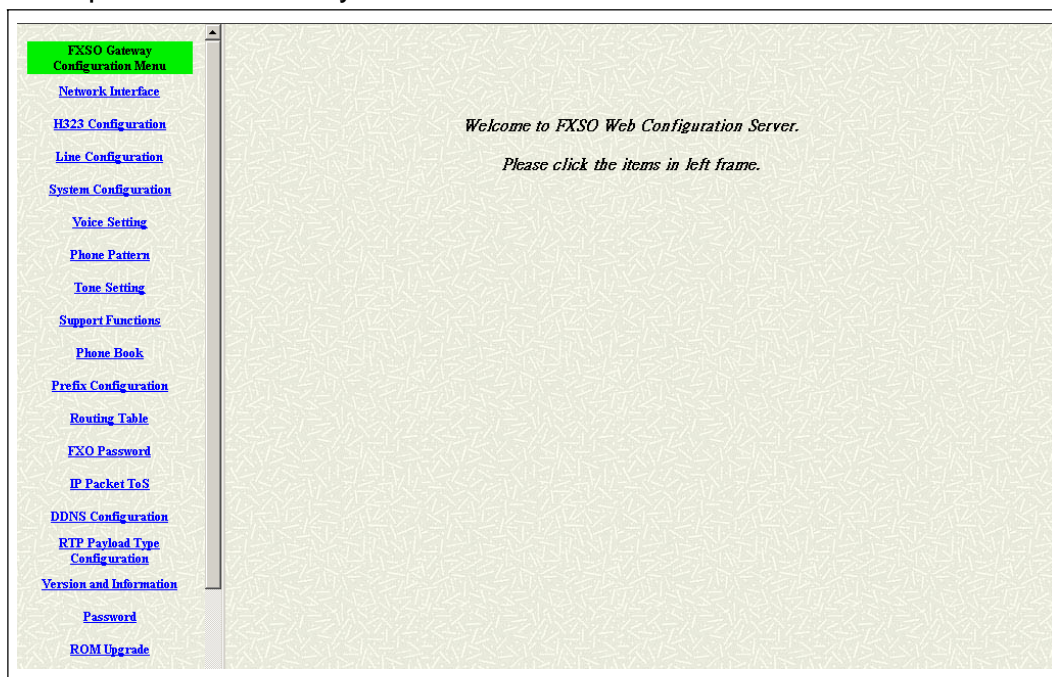 FXSO Gateway
Configuration Menu
Network Interface
H323 Configuration
Line Configuration
System Configuration
Voice Setting
Phone Pattern
Tone Setting
Support Functions
Phone Book
Prefix Configuration
Routing Table
FXO Password
IP Packet ToS
DDNS Configuration
RTP Payload Type
Configuration
Version and Information
Password
ROM Upgrade
Welcome to FXSO Web Configuration Server.
Please click the items in left frame.